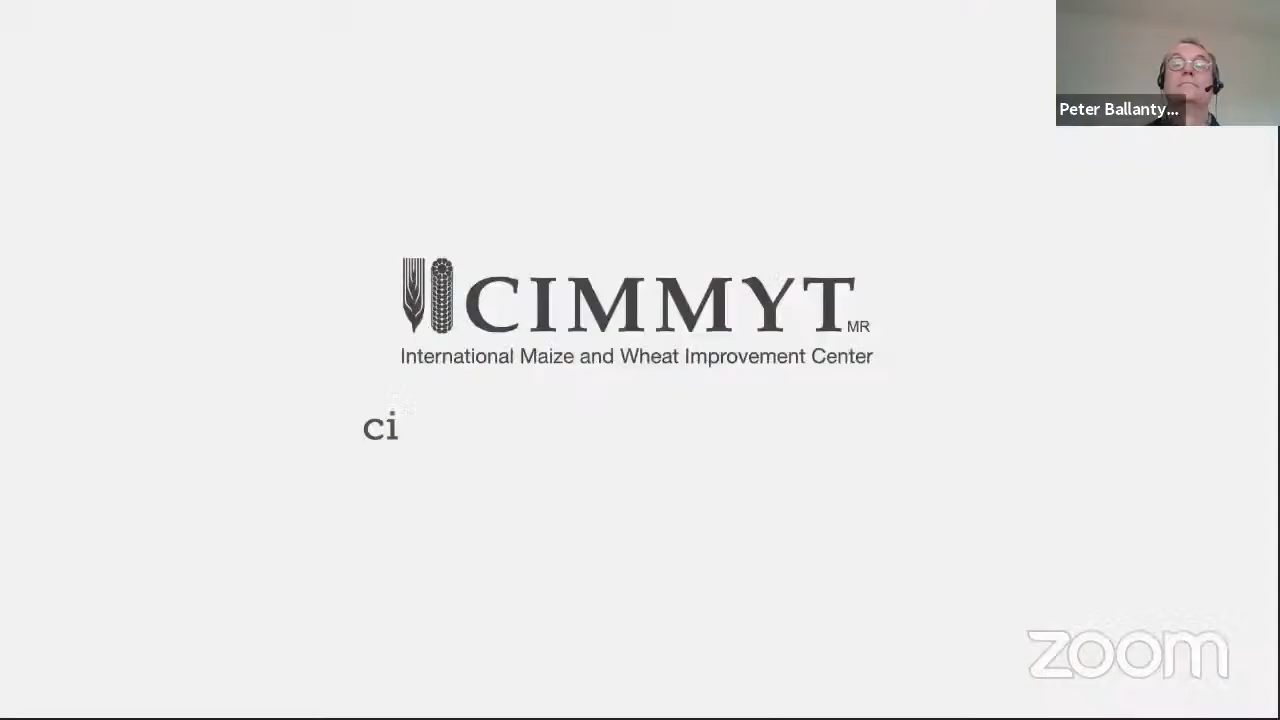 Peter Ballanty...
CIMMYT MR
International Maize and Wheat Improvement Center
ci
zoom